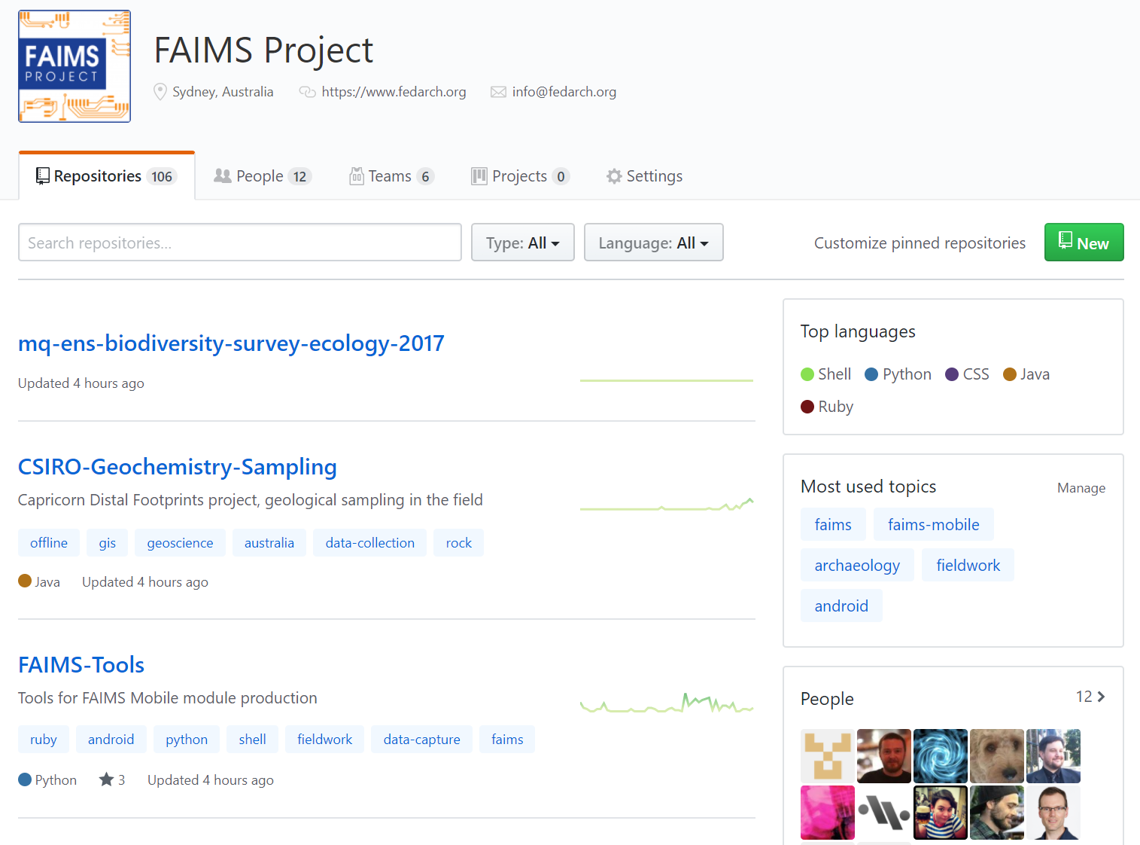 FAIMS
PROJECT
FAIMS Project
Sydney, Australia https://www.fedarch.org info@fedarch.org
Repositories 106 People 12 Teams 6 Projects 0 Settings
Search repositories... Type: All Language: All Customize pinned repositories New
mq-ens-biodiversity-survey-ecology-2017
Updated 4 hours ago
CSIRO-Geochemistry-Sampling
Capricorn Distal Footprints project, geological sampling in the field
offline gis geoscience australia data-collection rock
Java Updated 4 hours ago
FAIMS-Tools
Tools for FAIMS Mobile module production
ruby android python shell fieldwork data-capture faims
Python 3 Updated 4 hours ago
Top languages
Shell Python CSS Java
Ruby
Most used topics Manage
faims faims-mobile
archaeology fieldwork
android
People 12